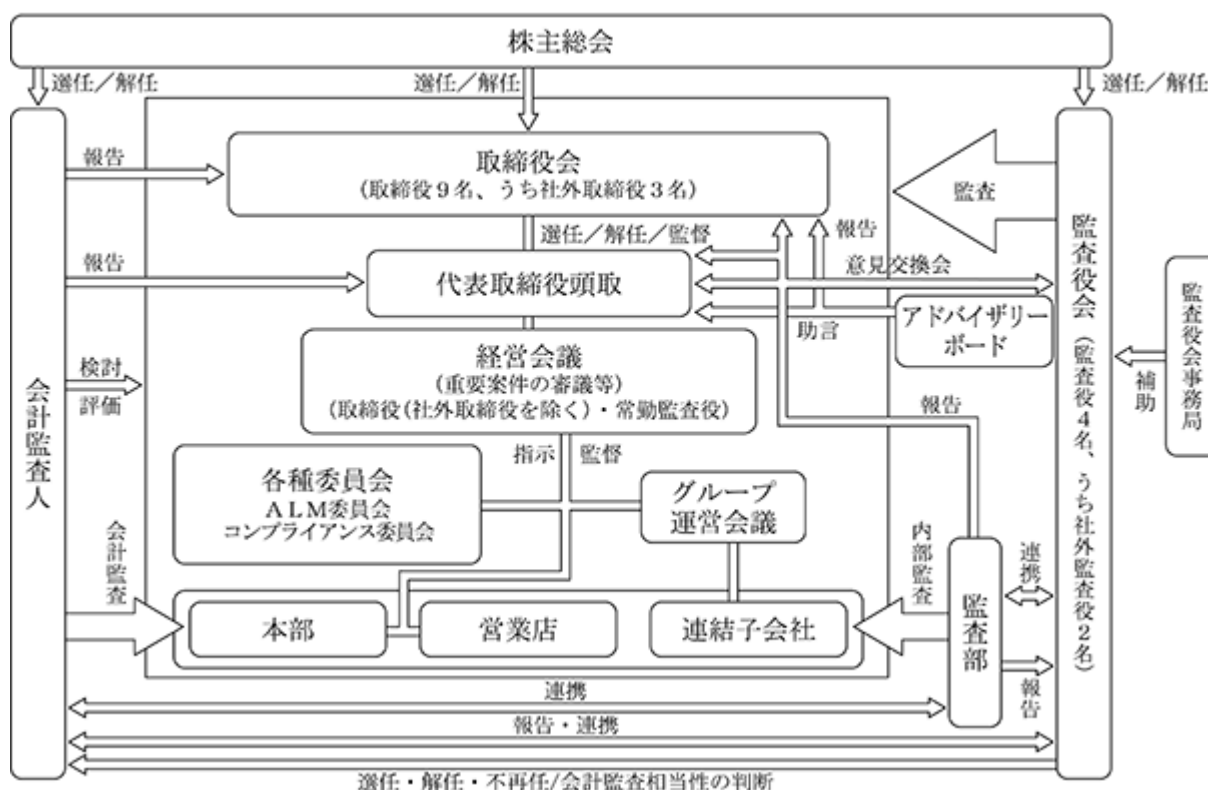 株主総会
選任／解任
選任／解任
選任／解任
取締役会
(取締役９名、うち社外取締役３名)
報告
監査
選任／解任／監督
報告
報告
代表取締役頭取
意見交換会
助言
アドバイザリー
ボード
経営会議
(重要案件の審議等)
(取締役(社外取締役を除く)・常勤監査役)
検討
評価
会計監査人
監査役会（監査役４名、うち社外監査役２名）
補助
監査役会事務局
報告
指示
監督
各種委員会
ＡＬＭ委員会
コンプライアンス委員会
グループ
運営会議
会計監査
内部監査
連携
監査部
本部
営業店
連結子会社
報告
連携
報告・連携
選任・解任・不再任/会計監査相当性の判断